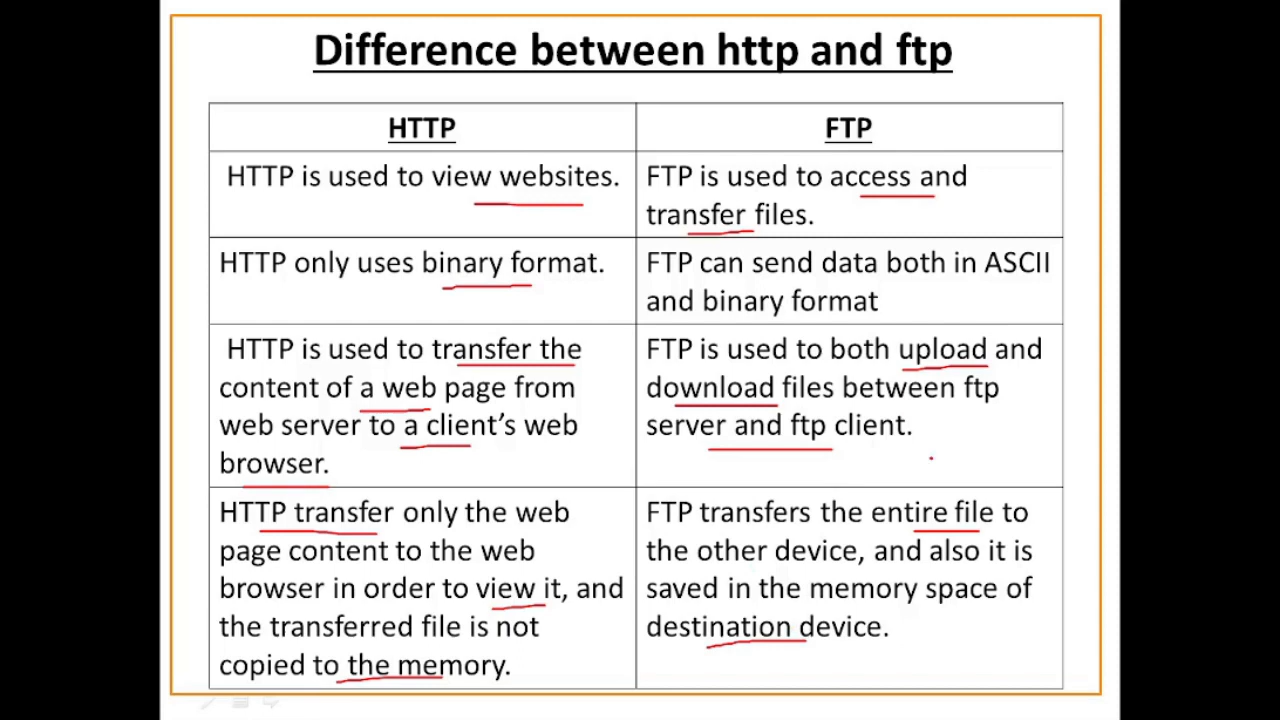 Difference between http and ftp
HTTP
FTP
HTTP is used to view websites.
FTP is used to access and
transfer files.
HTTP only uses binary format.
FTP can send data both in ASCII
and binary format
HTTP is used to transfer the
content of a web page from
web server to a client's web
browser.
FTP is used to both upload and
download files between ftp
server and ftp client.
HTTP transfer only the web
page content to the web
browser in order to view it, and
the transferred file is not
copied to the memory.
FTP transfers the entire file to
the other device, and also it is
saved in the memory space of
destination device.